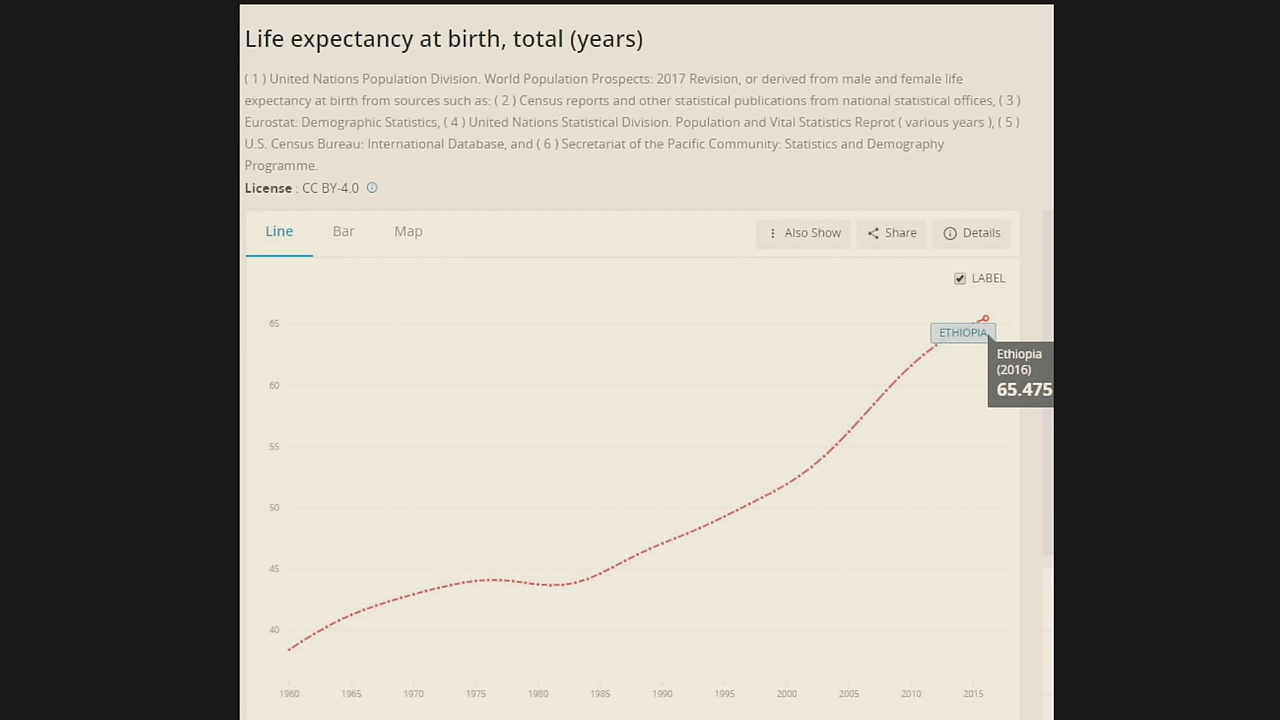 Life expectancy at birth, total (years)
( 1 ) United Nations Population Division. World Population Prospects: 2017 Revision, or derived from male and female life
expectancy at birth from sources such as: ( 2 ) Census reports and other statistical publications from national statistical offices, ( 3 )
Eurostat: Demographic Statistics, ( 4 ) United Nations Statistical Division. Population and Vital Statistics Reprot ( various years ), ( 5 )
U.S. Census Bureau: International Database, and ( 6 ) Secretariat of the Pacific Community: Statistics and Demography
Programme.
License : CC BY-4.0
Line Bar Map Also Show Share Details
LABEL
65
ETHIOPIA
Ethiopia
(2016)
65.475
60
55
50
45
40
1960 1965 1970 1975 1980 1985 1990 1995 2000 2005 2010 2015